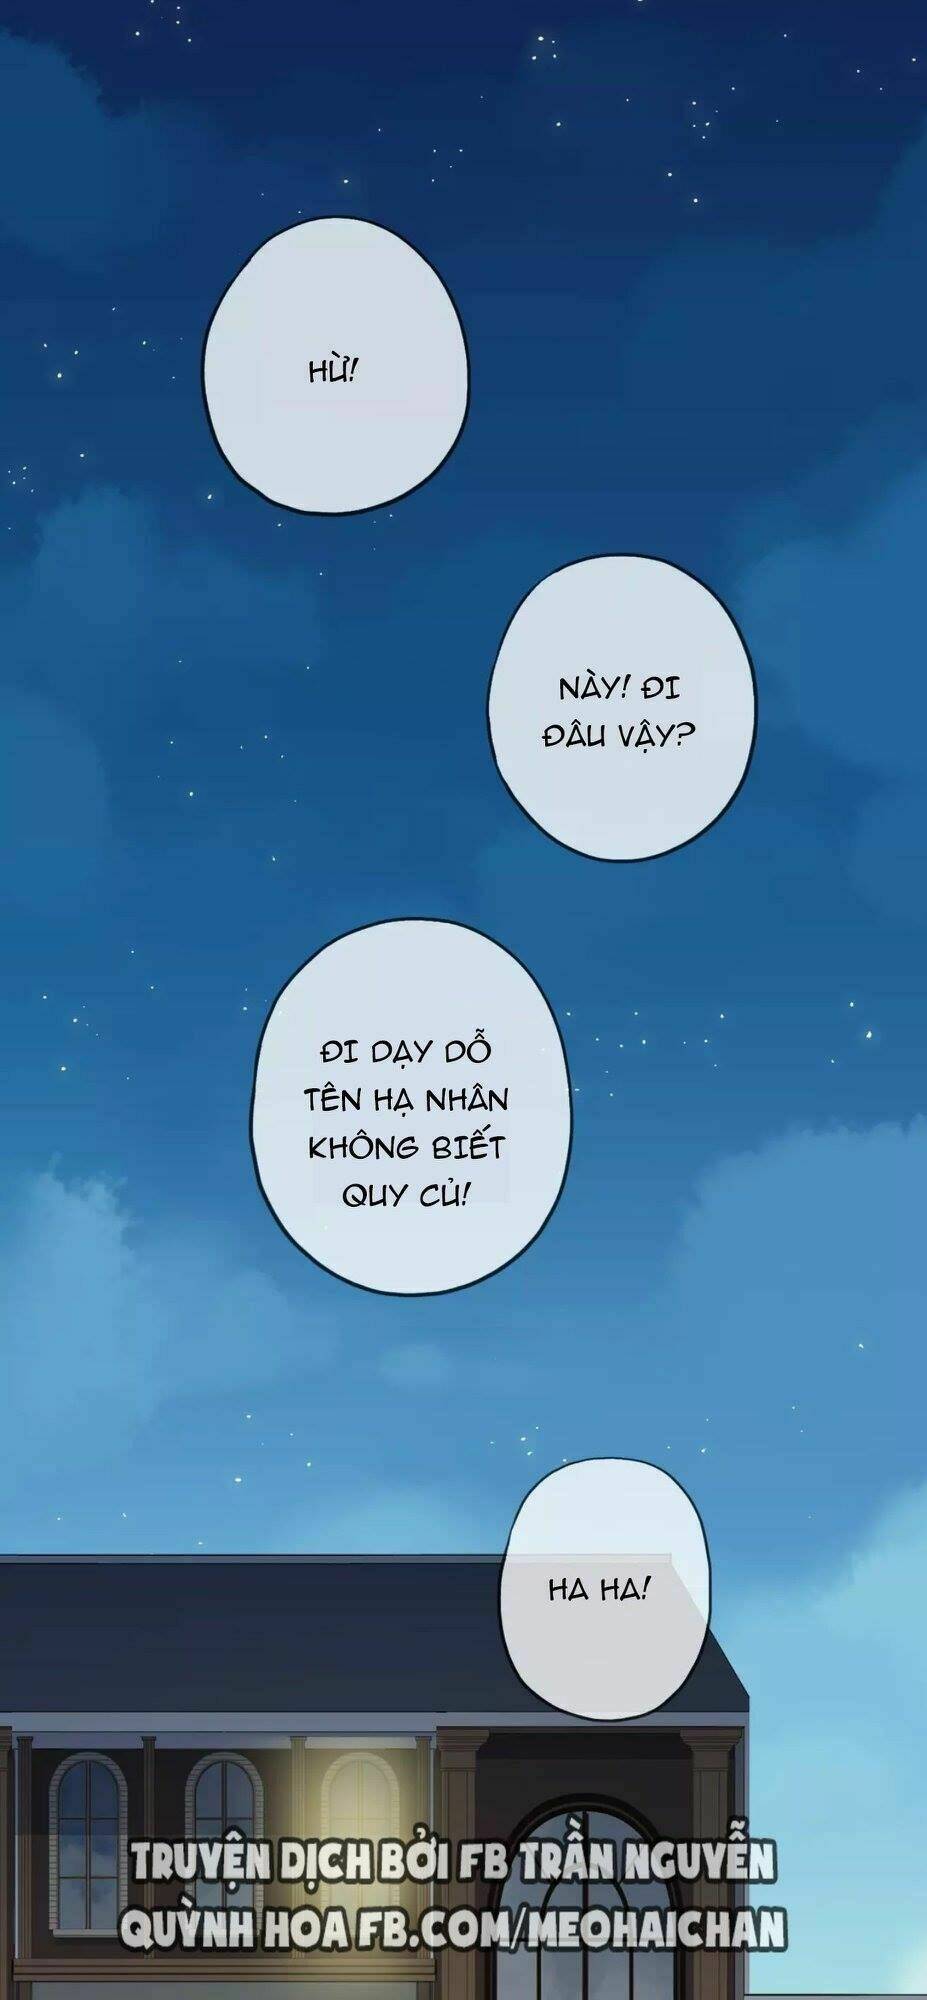 HỪ!
NÀY! ĐI
ĐÂU VẬY?
ĐI DẠY DỖ
TÊN HẠ NHÂN
KHÔNG BIẾT
QUY CỦ!
HA HA!
TRUYỆN DỊCH BỞI FB TRẦN NGUYỄN
QUỲNH HOA FB.COM/MEOHAICHAN